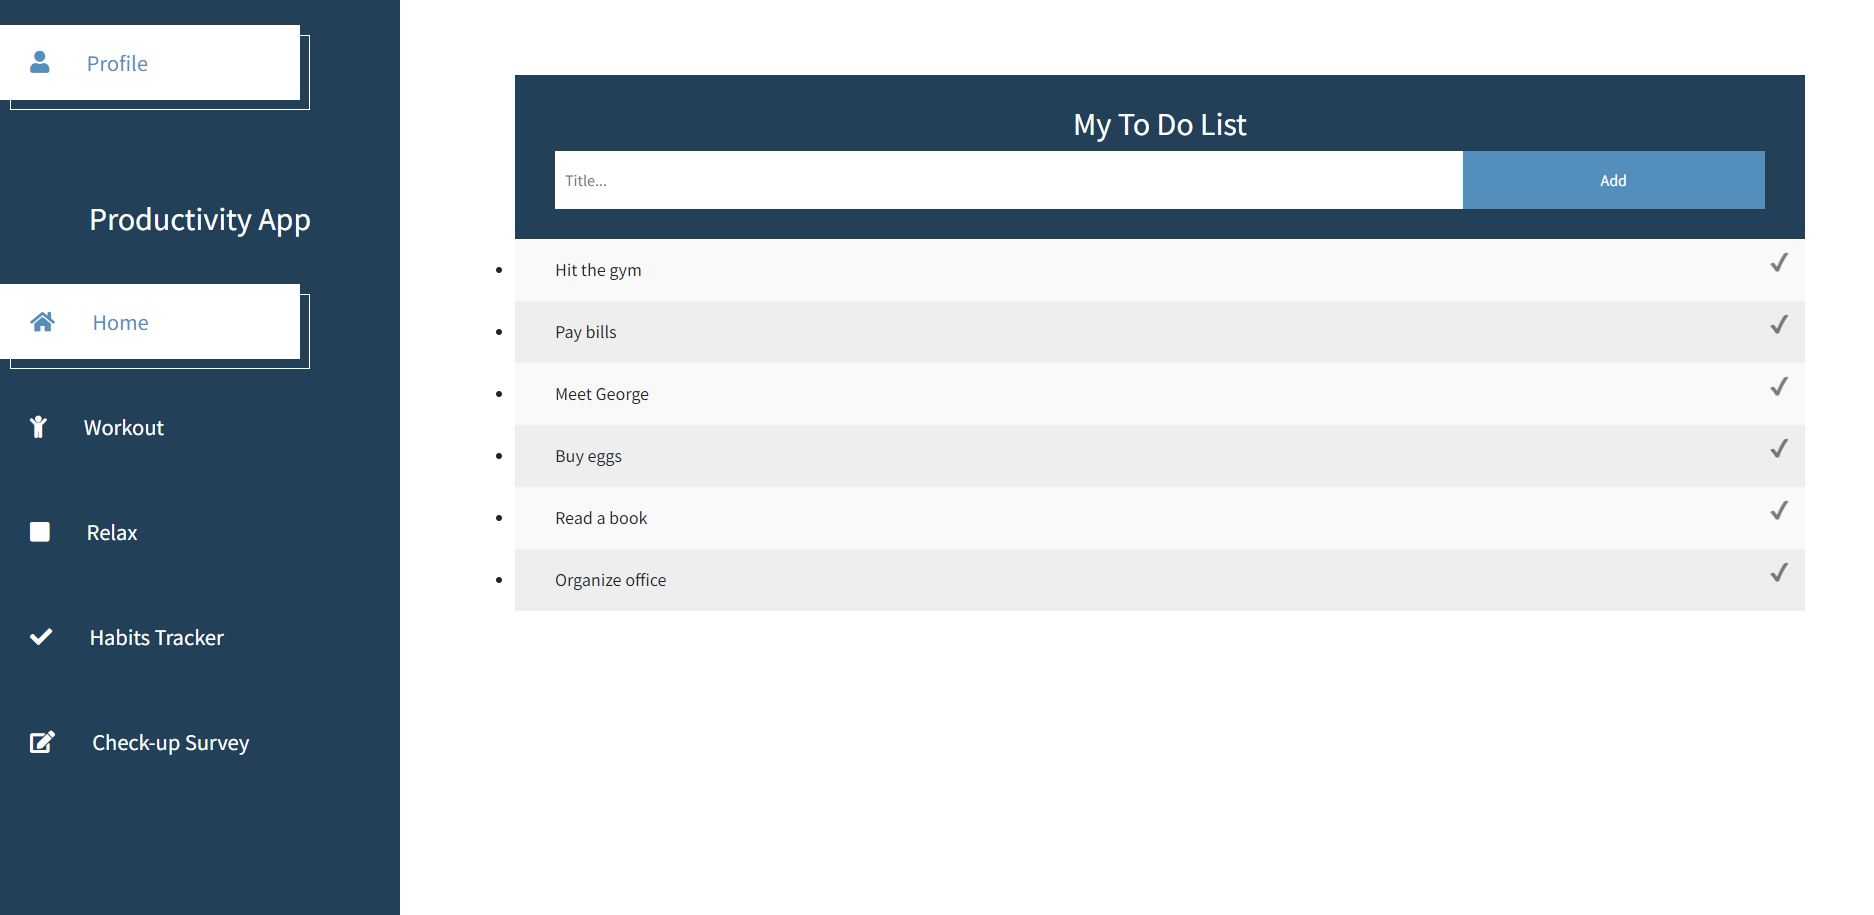 Profile
Productivity App
Home
Workout
Relax
Habits Tracker
Check-up Survey
My To Do List
Title...
Add
Hit the gym
Pay bills
Meet George
Buy eggs
Read a book
Organize office